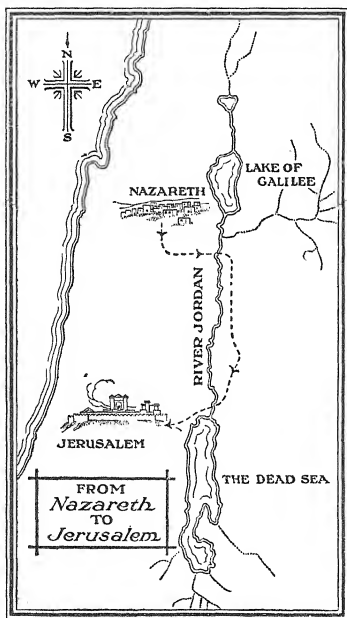 N
W E
S
LAKE OF
GALILEE
NAZARETH
RIVER JORDAN
JERUSALEM
THE DEAD SEA
FROM
Nazareth
TO
Jerusalem